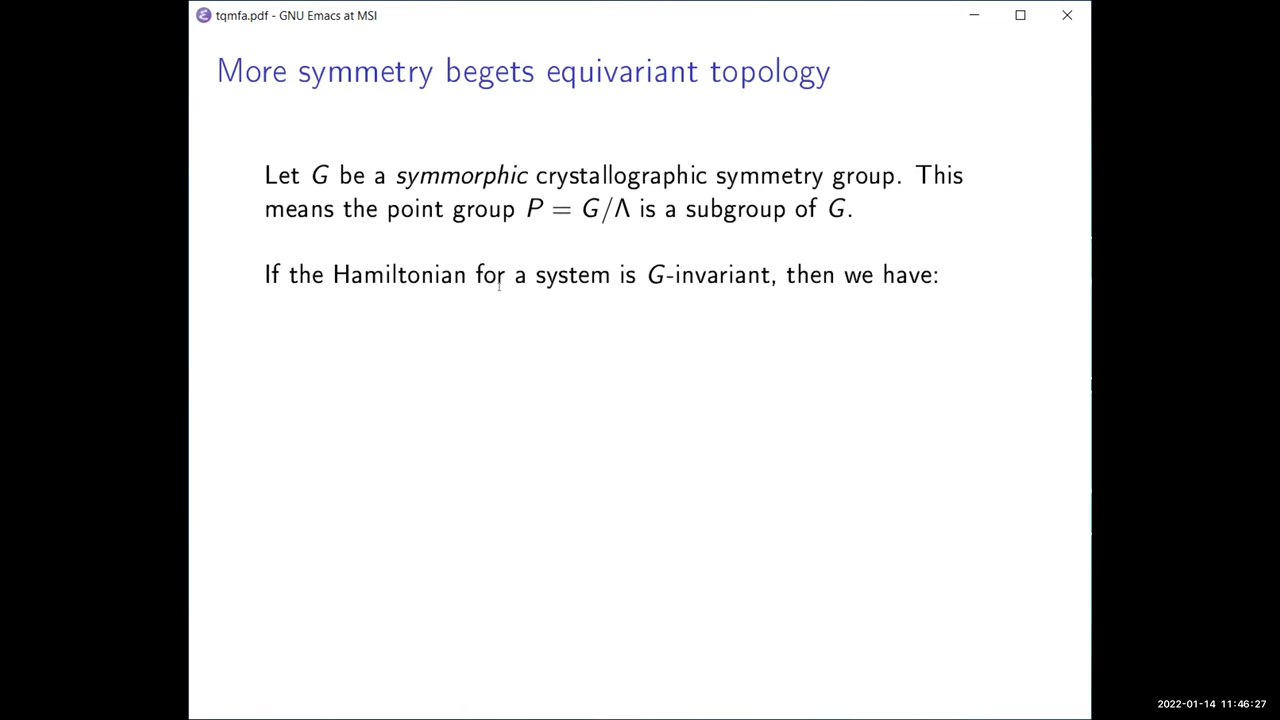 tqmfa.pdf - GNU Emacs at MSI
More symmetry begets equivariant topology
Let G be a symmorphic crystallographic symmetry group. This
means the point group P = G/Λ is a subgroup of G.
If the Hamiltonian for a system is G-invariant, then we have:
2022-01-14 11:46:27